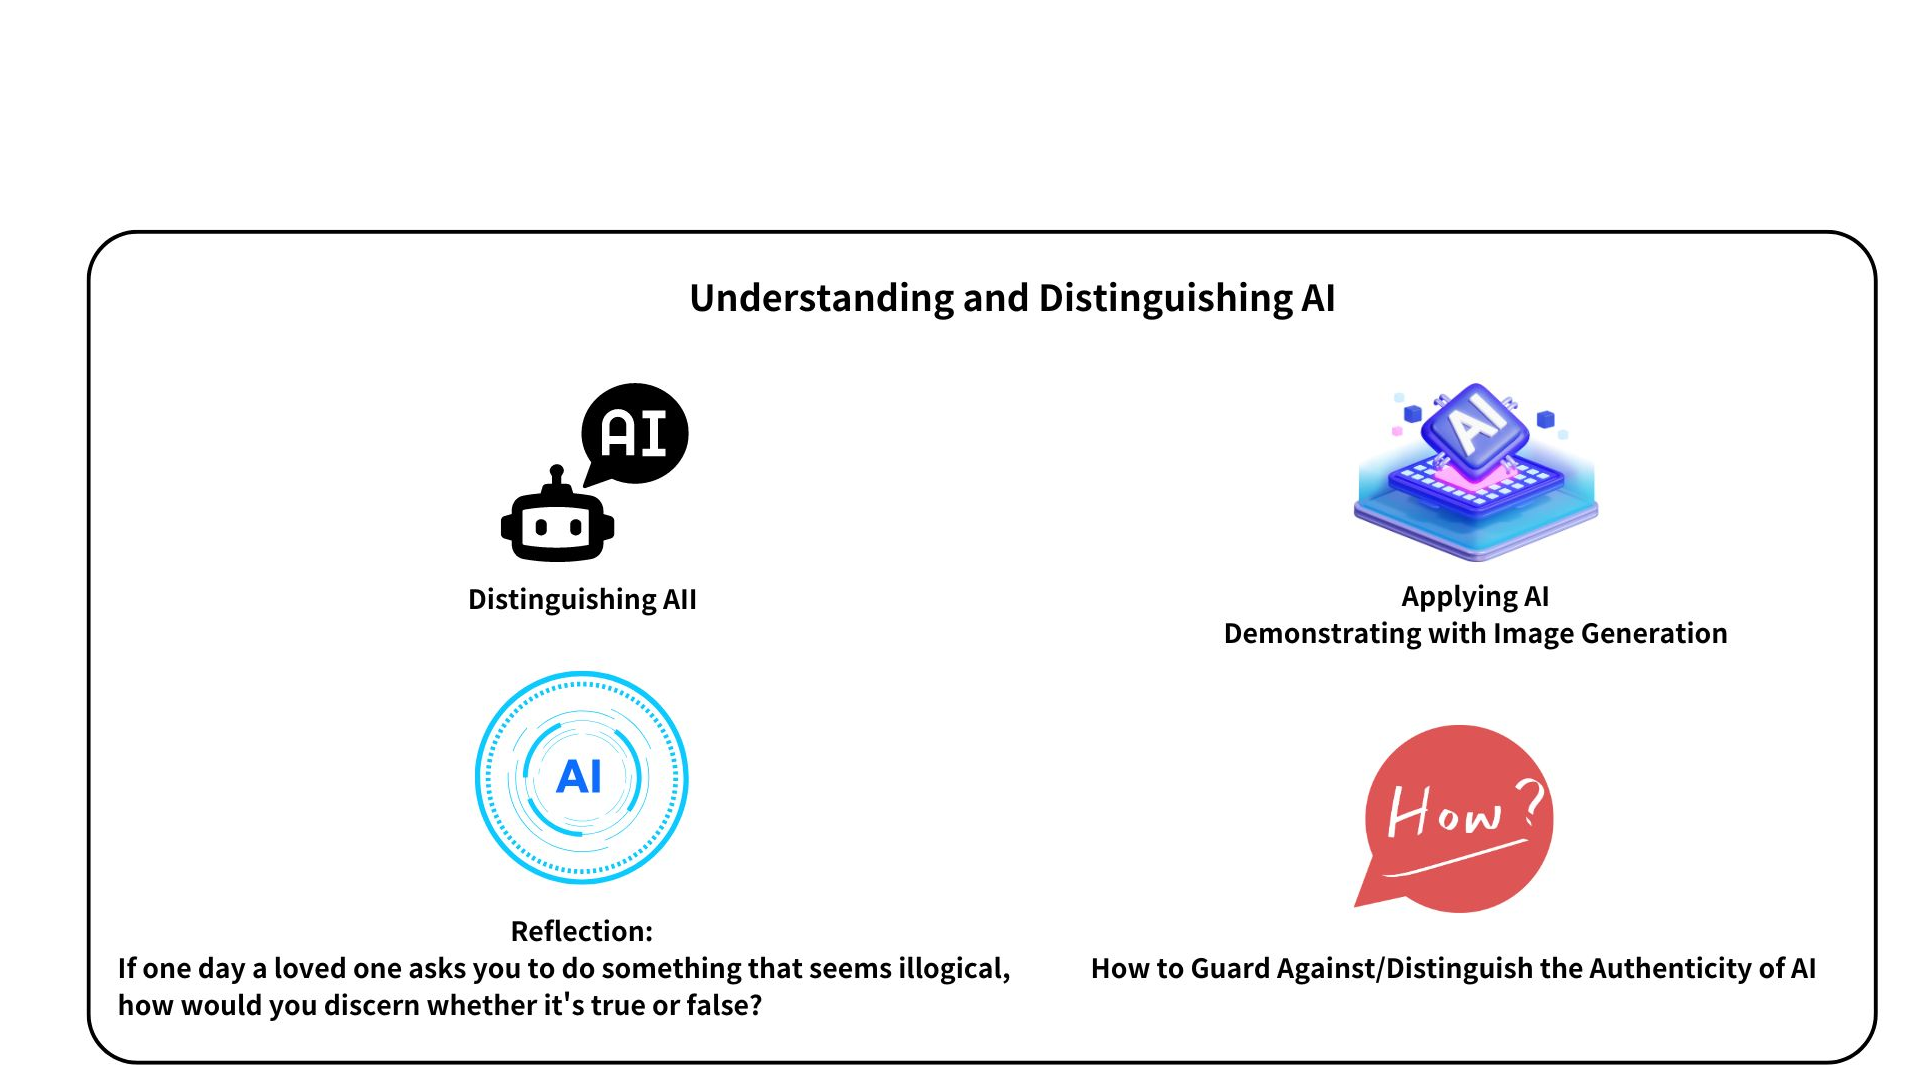 Understanding and Distinguishing AI
AI
Distinguishing AII
AI
Applying AI
Demonstrating with Image Generation
AI
Reflection:
If one day a loved one asks you to do something that seems illogical,
how would you discern whether it's true or false?
How?
How to Guard Against/Distinguish the Authenticity of AI